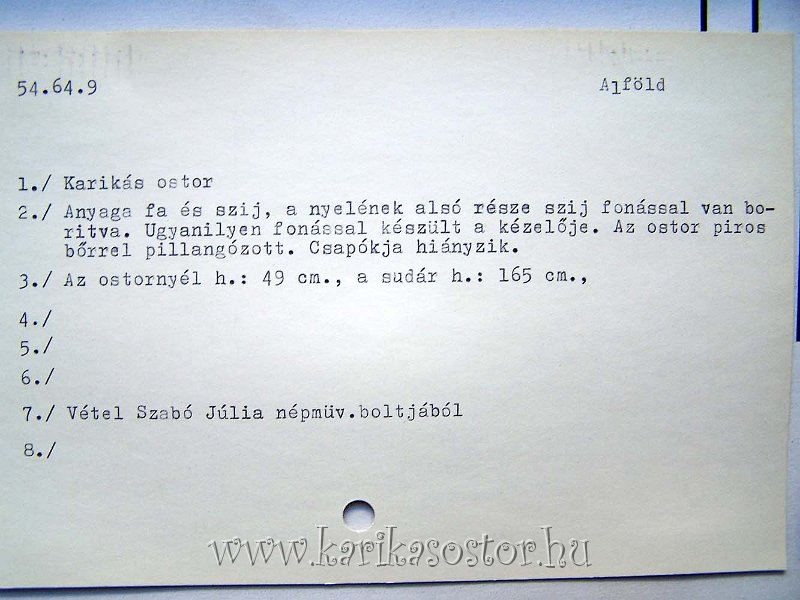 54.64.9 Alföld
1./ Karikás ostor
2./ Anyaga fa és szij, a nyelének alsó része szij fonással van bo-
ritva. Ugyanilyen fonással készült a kézelője. Az ostor piros
bőrrel pillangózott. Csapókja hiányzik.
3./ Az ostornyél h.: 49 cm., a sudár h.: 165 cm.,
4./
5./
6./
7./ Vétel Szabó Júlia népmüv.boltjából
8./
www.karikasostor.hu